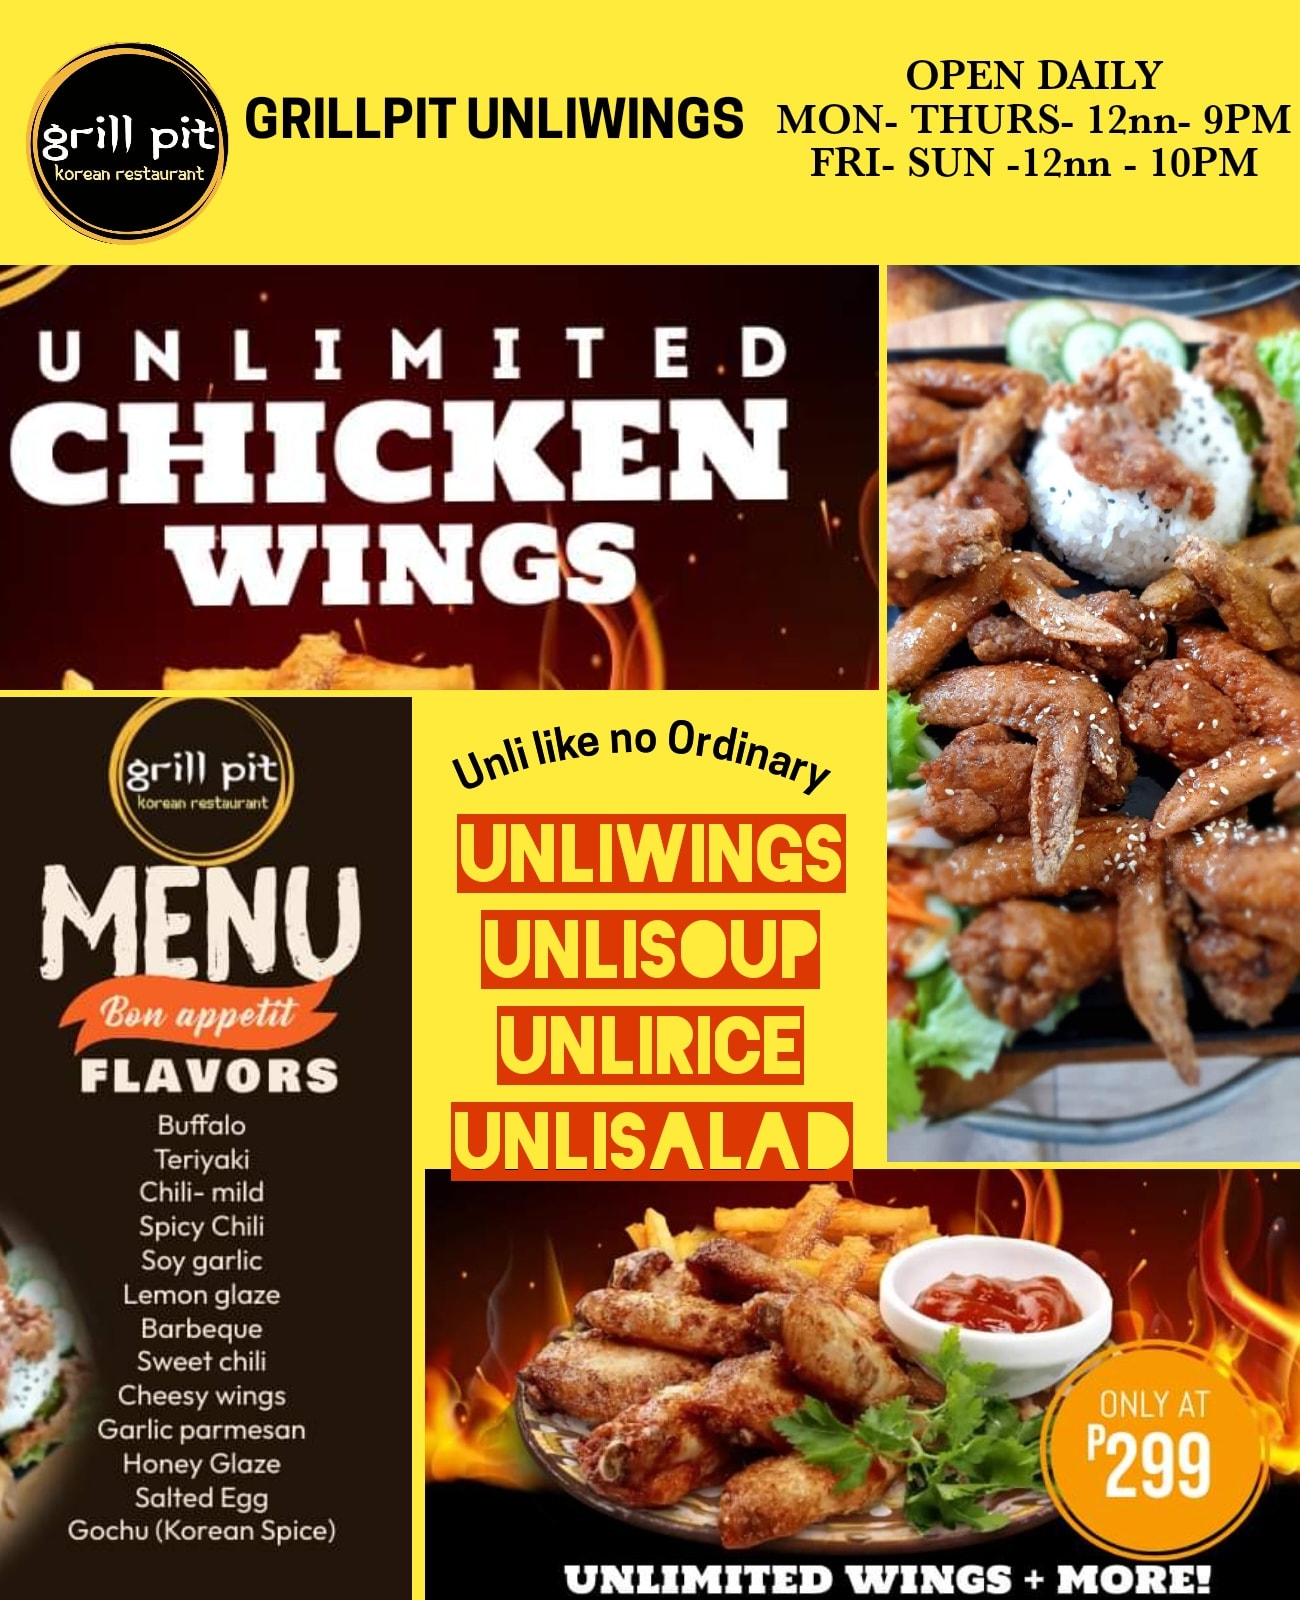 grill pit
korean restaurant
GRILLPIT UNLIWINGS
OPEN DAILY
MON- THURS- 12nn- 9PM
FRI- SUN -12nn - 10PM
UNLIMITED
CHICKEN
WINGS
grill pit
korean restaurant
MENU
Bon appetit
FLAVORS
Buffalo
Teriyaki
Chili- mild
Spicy Chili
Soy garlic
Lemon glaze
Barbeque
Sweet chili
Cheesy wings
Garlic parmesan
Honey Glaze
Salted Egg
Gochu (Korean Spice)
Unli like no Ordinary
UNLIWINGS
UNLISOUP
UNLIRICE
UNLISALAD
ONLY AT
P299
UNLIMITED WINGS + MORE!